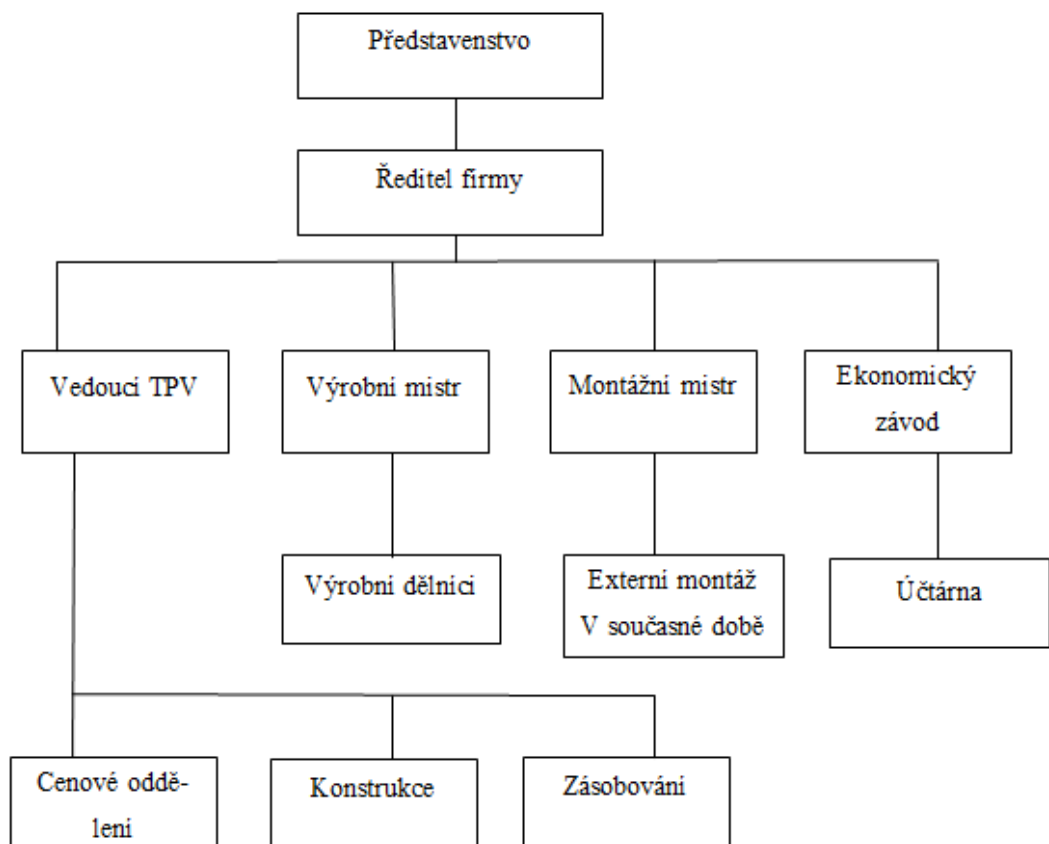 Představenstvo
Ředitel firmy
Vedoucí TPV
Výrobní mistr
Montážní mistr
Ekonomický
závod
Výrobní dělníci
Externí montáž
V současné době
Účtárna
Cenové oddě-
lení
Konstrukce
Zásobování